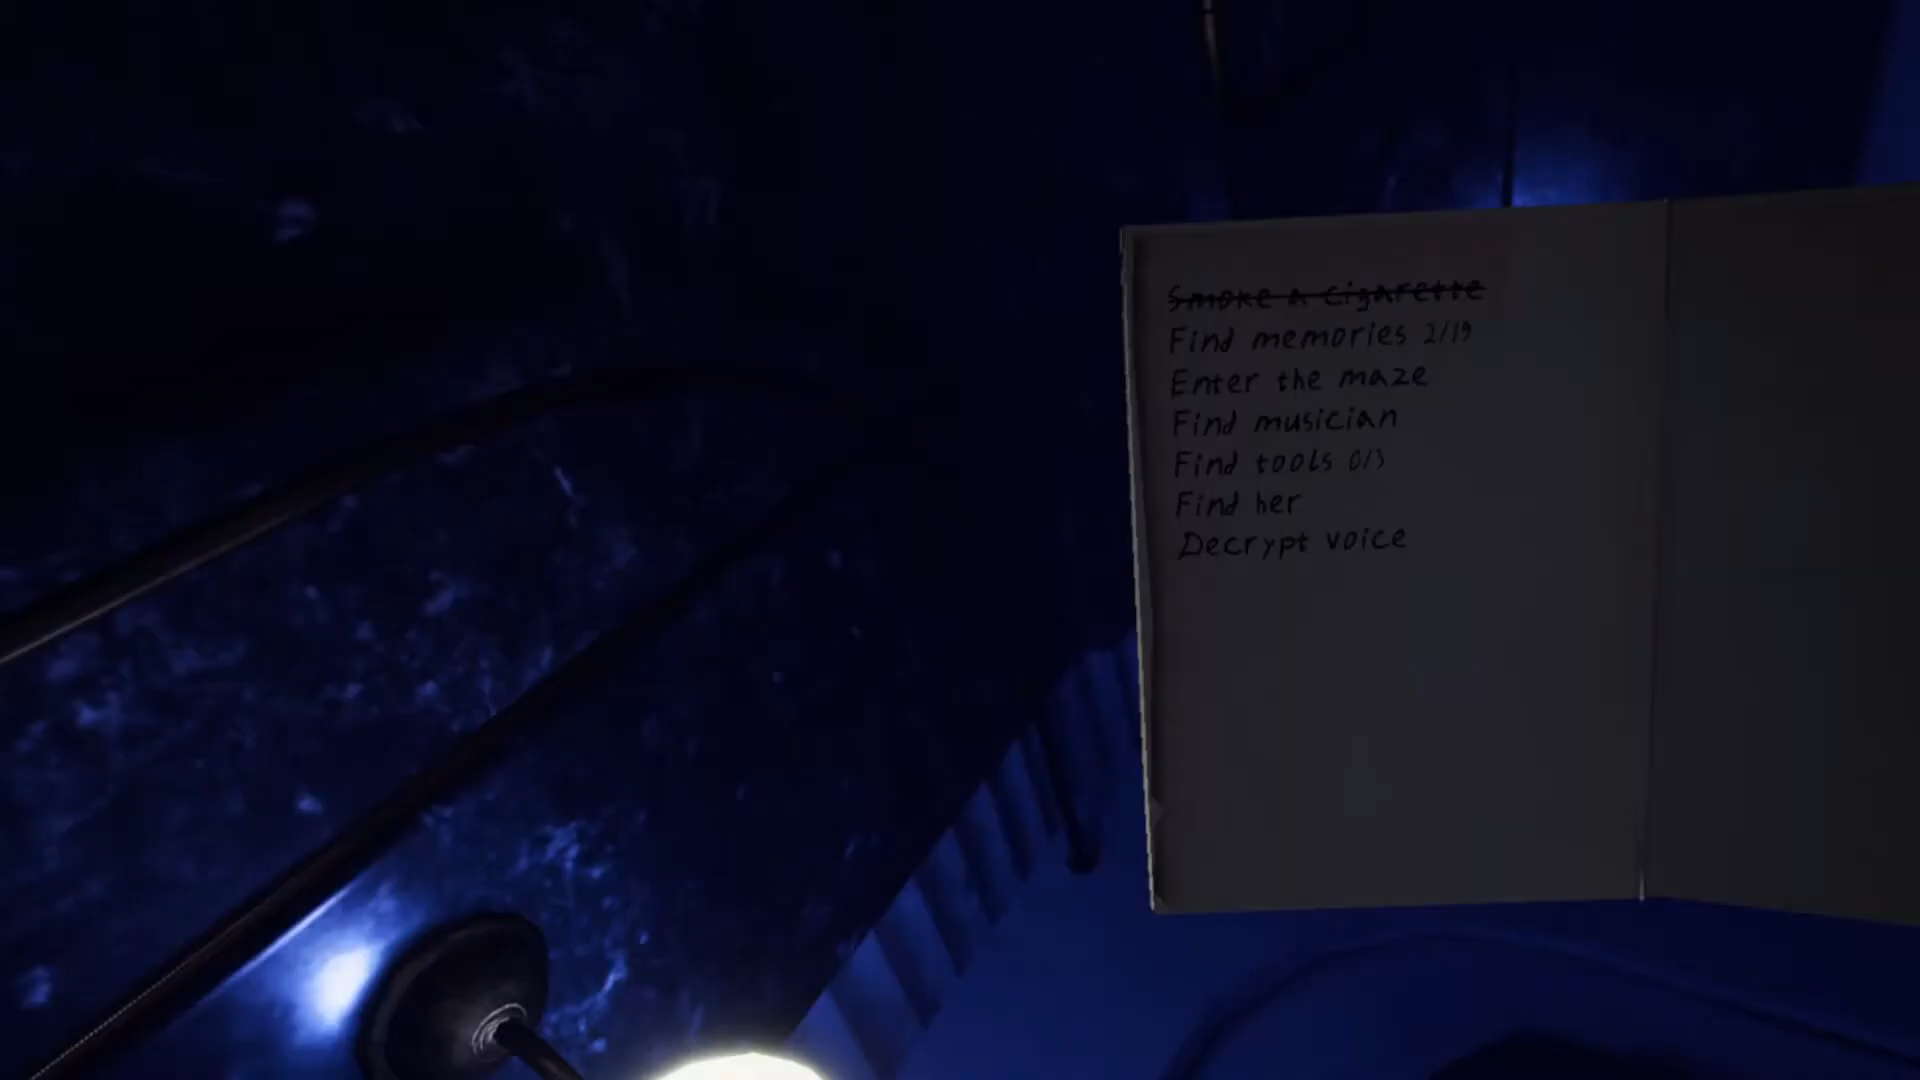 Smoke a cigarette
Find memories 2/19
Enter the maze
Find musician
Find tools 0/3
Find her
Decrypt voice